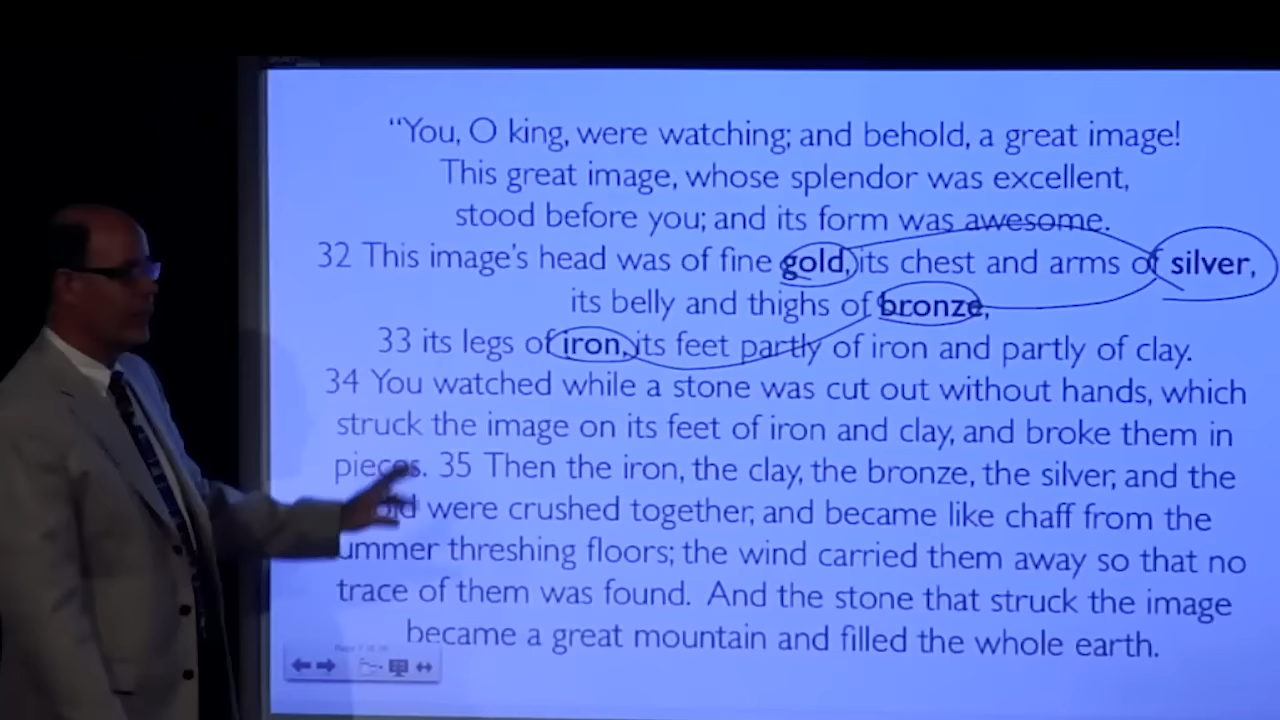 “You, O king, were watching; and behold, a great image!
This great image, whose splendor was excellent,
stood before you; and its form was awesome.
32 This image's head was of fine gold, its chest and arms of silver,
its belly and thighs of bronze,
33 its legs of iron, its feet partly of iron and partly of clay.
34 You watched while a stone was cut out without hands, which
struck the image on its feet of iron and clay, and broke them in
pieces. 35 Then the iron, the clay, the bronze, the silver, and the
were crushed together, and became like chaff from the
ummer threshing floors; the wind carried them away so that no
trace of them was found. And the stone that struck the image
became a great mountain and filled the whole earth.